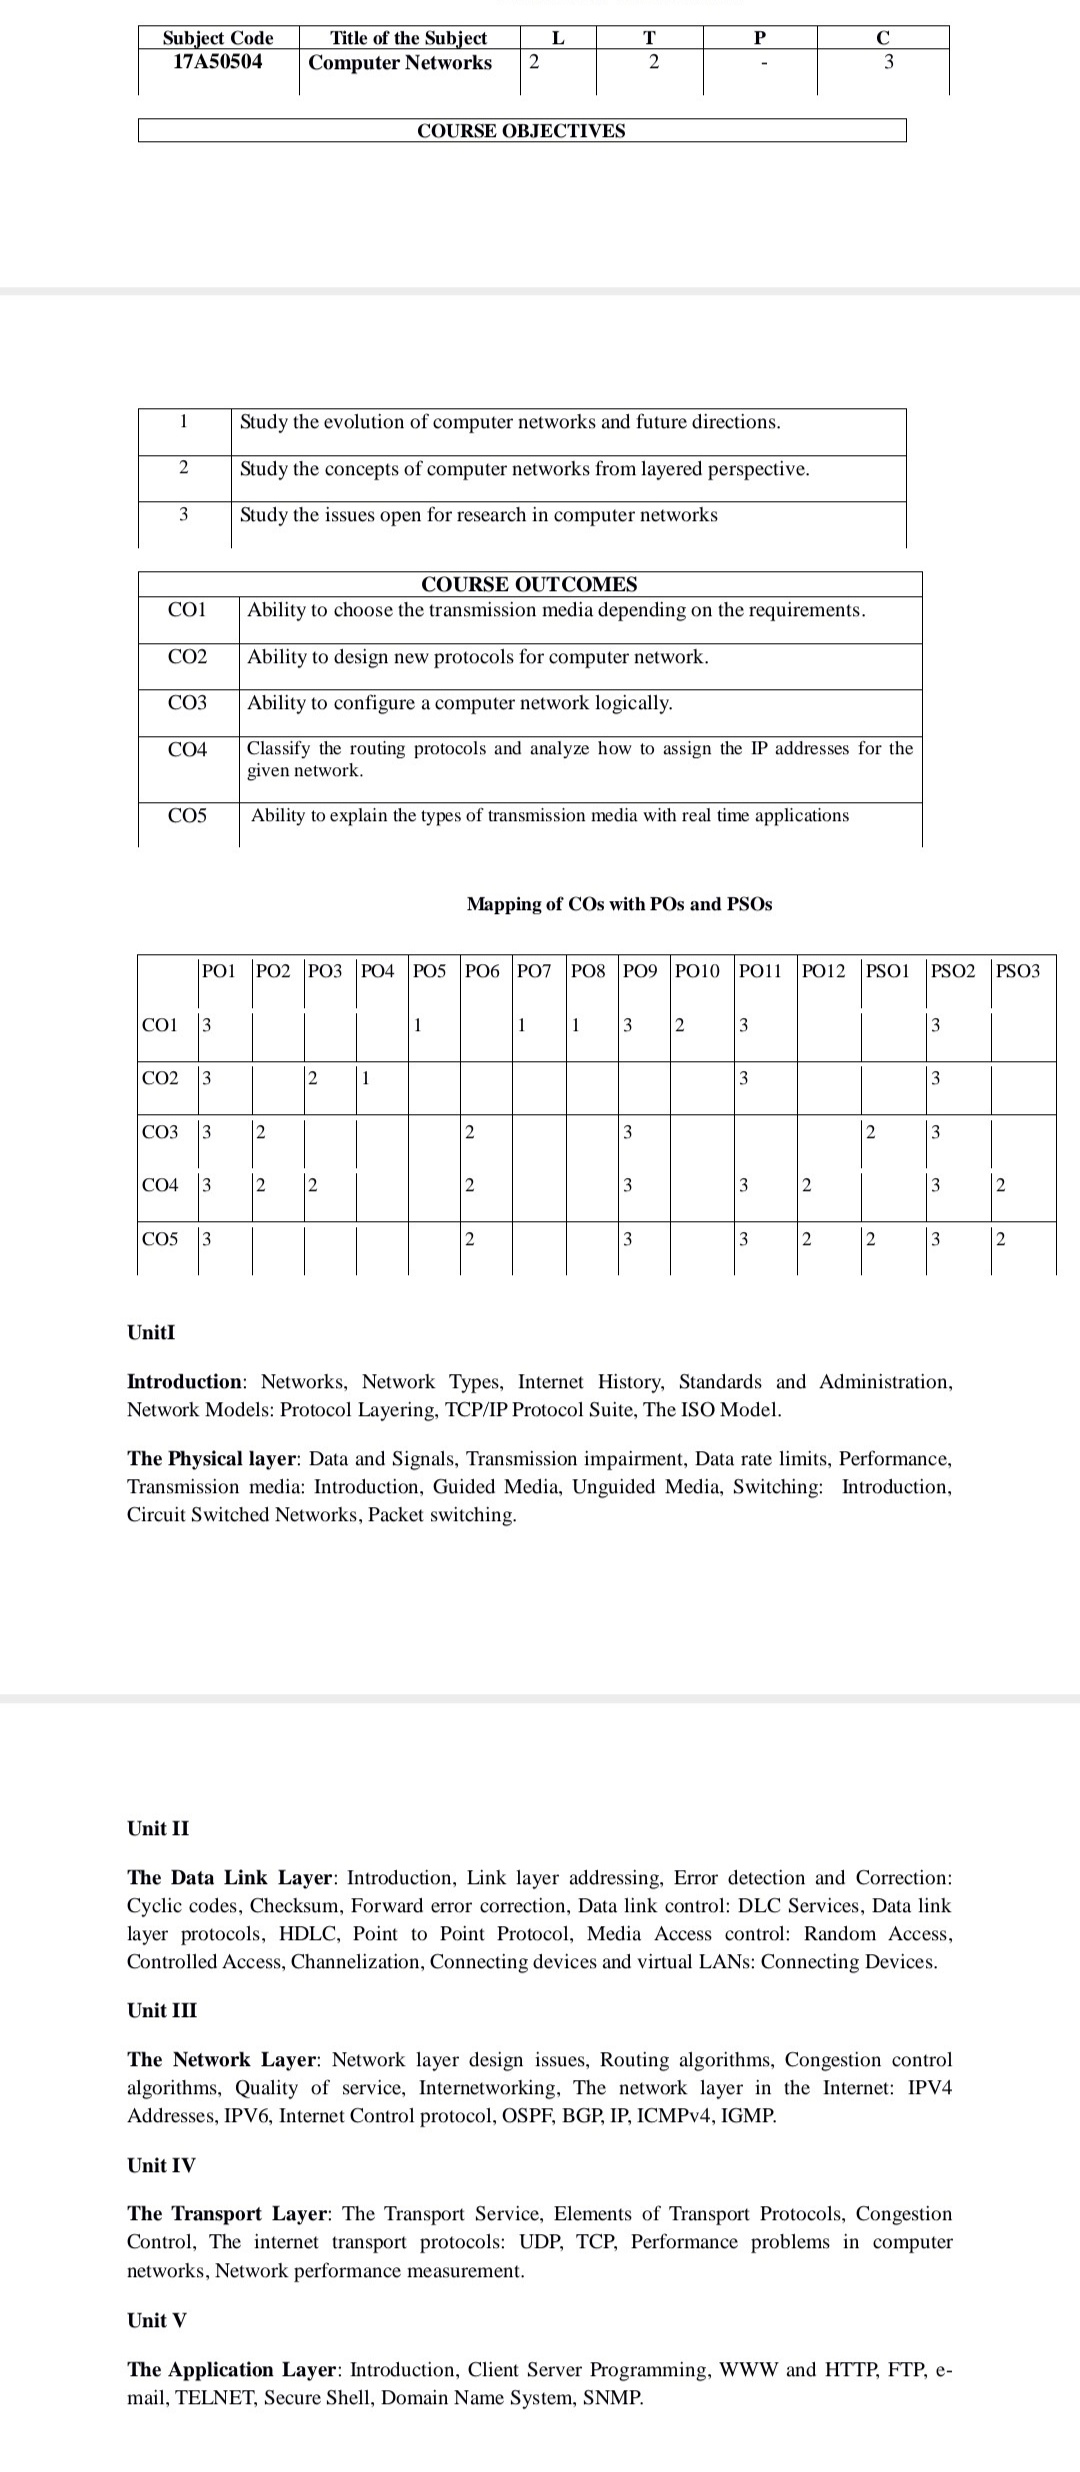 Subject Code Title of the Subject L T P C
17A50504 Computer Networks 2 2 - 3
COURSE OBJECTIVES
1 Study the evolution of computer networks and future directions.
2 Study the concepts of computer networks from layered perspective.
3 Study the issues open for research in computer networks
COURSE OUTCOMES
CO1 Ability to choose the transmission media depending on the requirements.
CO2 Ability to design new protocols for computer network.
CO3 Ability to configure a computer network logically.
CO4 Classify the routing protocols and analyze how to assign the IP addresses for the
given network.
CO5 Ability to explain the types of transmission media with real time applications
Mapping of COs with POs and PSOs
PO1 PO2 PO3 PO4 PO5 PO6 PO7 PO8 PO9 PO10 PO11 PO12 PSO1 PSO2 PSO3
CO1 3 1 1 1 3 2 3 3
CO2 3 2 1 3 3
CO3 3 2 2 3 2 3
CO4 3 2 2 2 3 3 2 3 2
CO5 3 2 3 3 2 2 3 2
UnitI
Introduction: Networks, Network Types, Internet History, Standards and Administration,
Network Models: Protocol Layering, TCP/IP Protocol Suite, The ISO Model.
The Physical layer: Data and Signals, Transmission impairment, Data rate limits, Performance,
Transmission media: Introduction, Guided Media, Unguided Media, Switching: Introduction,
Circuit Switched Networks, Packet switching.
Unit II
The Data Link Layer: Introduction, Link layer addressing, Error detection and Correction:
Cyclic codes, Checksum, Forward error correction, Data link control: DLC Services, Data link
layer protocols, HDLC, Point to Point Protocol, Media Access control: Random Access,
Controlled Access, Channelization, Connecting devices and virtual LANs: Connecting Devices.
Unit III
The Network Layer: Network layer design issues, Routing algorithms, Congestion control
algorithms, Quality of service, Internetworking, The network layer in the Internet: IPV4
Addresses, IPV6, Internet Control protocol, OSPF, BGP, IP, ICMPv4, IGMP.
Unit IV
The Transport Layer: The Transport Service, Elements of Transport Protocols, Congestion
Control, The internet transport protocols: UDP, TCP, Performance problems in computer
networks, Network performance measurement.
Unit V
The Application Layer: Introduction, Client Server Programming, WWW and HTTP, FTP, e-
mail, TELNET, Secure Shell, Domain Name System, SNMP.